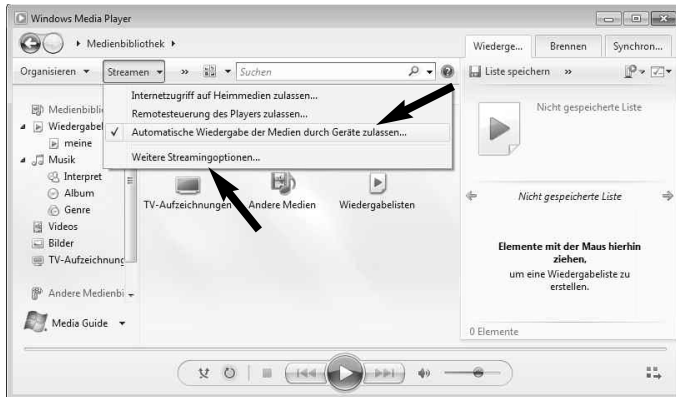 Windows Media Player
Medienbibliothek
Wiederge... Brennen Synchron...
Organisieren Streamen » Suchen Liste speichern »
Internetzugriff auf Heimmedien zulassen...
Remotesteuerung des Players zulassen...
Automatische Wiedergabe der Medien durch Geräte zulassen...
Weitere Streamingoptionen...
Medienbibli
Wiedergabel
meine
Musik
Interpret
Album
Genre
Videos
Bilder
TV-Aufzeichnung
Andere Medienbi
Media Guide
TV-Aufzeichnungen Andere Medien Wiedergabelisten
Nicht gespeicherte Liste
Nicht gespeicherte Liste
Elemente mit der Maus hierhin
ziehen,
um eine Wiedergabeliste zu
erstellen.
0 Elemente